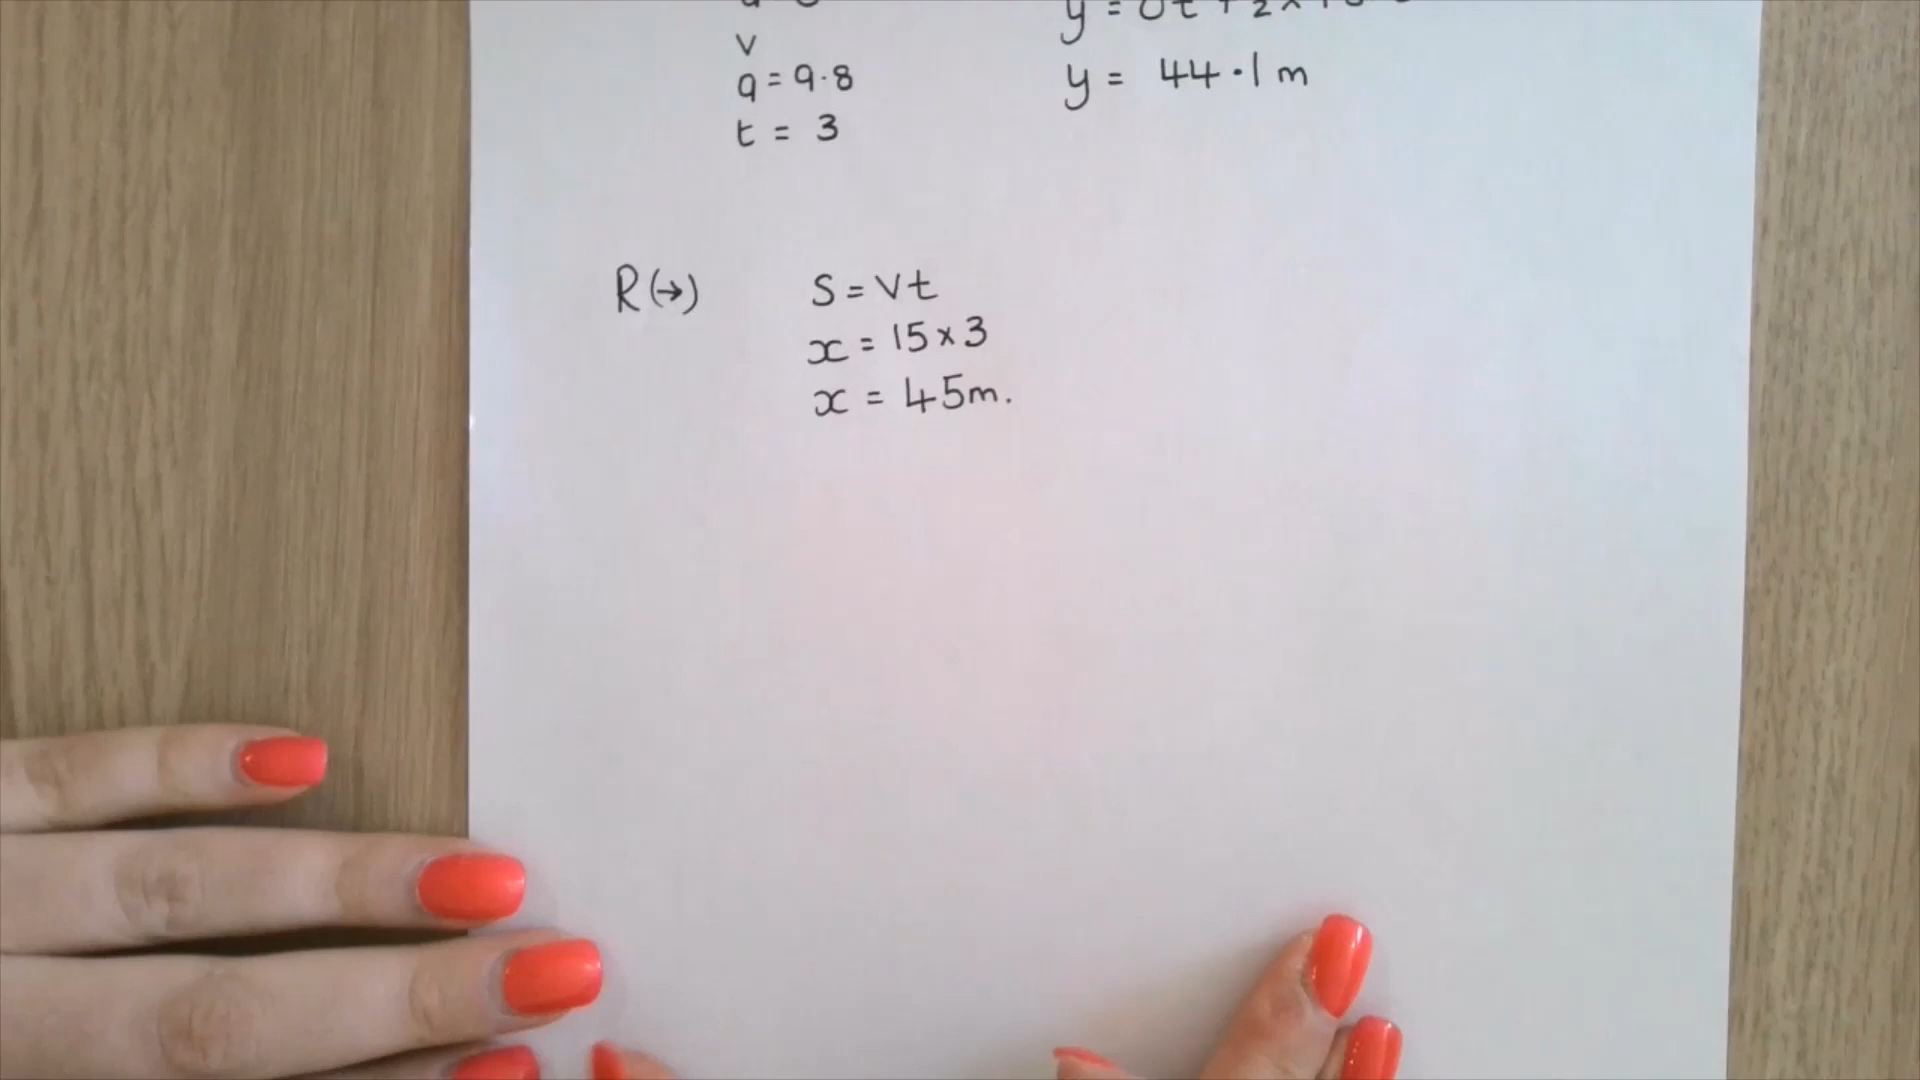 v
y = 44.1 m
a = 9.8
t = 3
R(→) s = vt
x = 15 × 3
x = 45m.